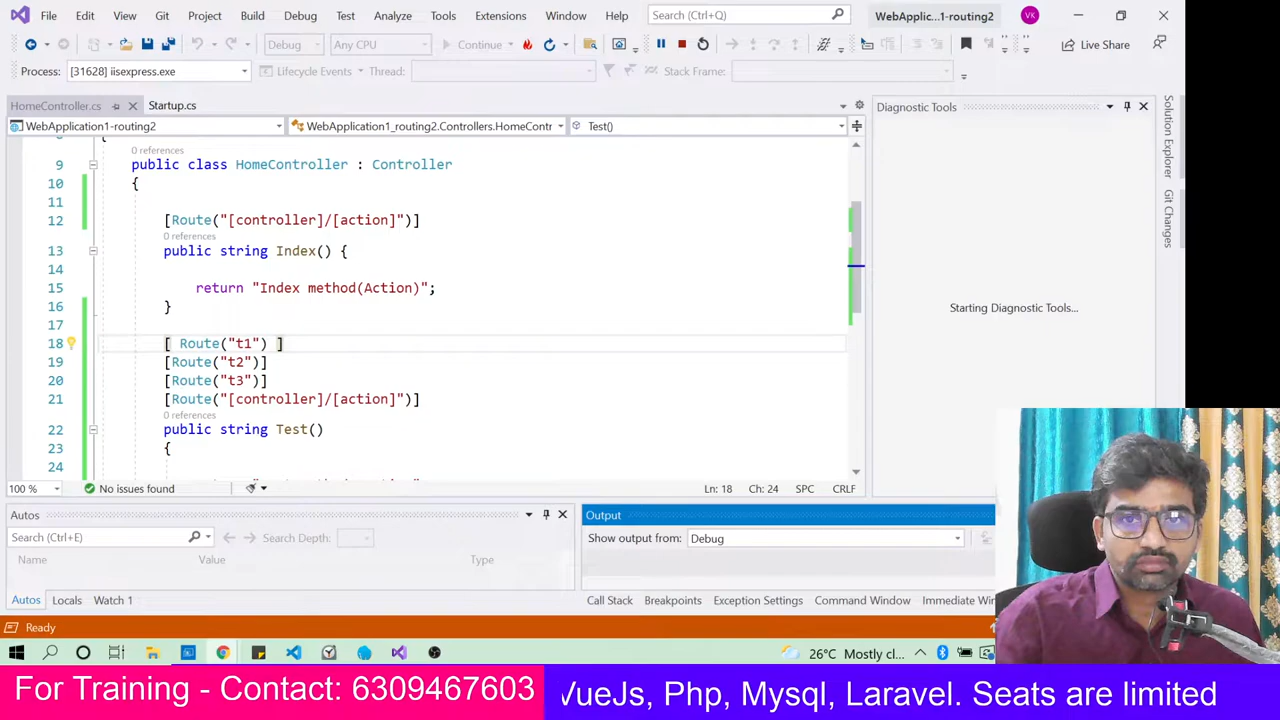 File Edit View Git Project Build Debug Test Analyze Tools Extensions Window Help Search (Ctrl+Q) WebApplic...1-routing2 VK
Debug Any CPU Continue Live Share
Process: [31628] iisexpress.exe Lifecycle Events Thread: Stack Frame:
HomeController.cs Startup.cs
WebApplication1-routing2 WebApplication1_routing2.Controllers.HomeContr Test()
0 references
9 public class HomeController : Controller
10 {
11
12 [Route("[controller]/[action]")]
0 references
13 public string Index() {
14
15 return "Index method(Action)";
16 }
17
18 [ Route("t1") ]
19 [Route("t2")]
20 [Route("t3")]
21 [Route("[controller]/[action]")]
0 references
22 public string Test()
23 {
24
100 % No issues found Ln: 18 Ch: 24 SPC CRLF
Diagnostic Tools
Starting Diagnostic Tools...
Solution Explorer
Git Changes
Autos
Search (Ctrl+E) Search Depth:
Name Value Type
Autos Locals Watch 1
Output
Show output from: Debug
Call Stack Breakpoints Exception Settings Command Window Immediate Win
Ready
26°C Mostly cl...
For Training - Contact: 6309467603 VueJs, Php, Mysql, Laravel. Seats are limited